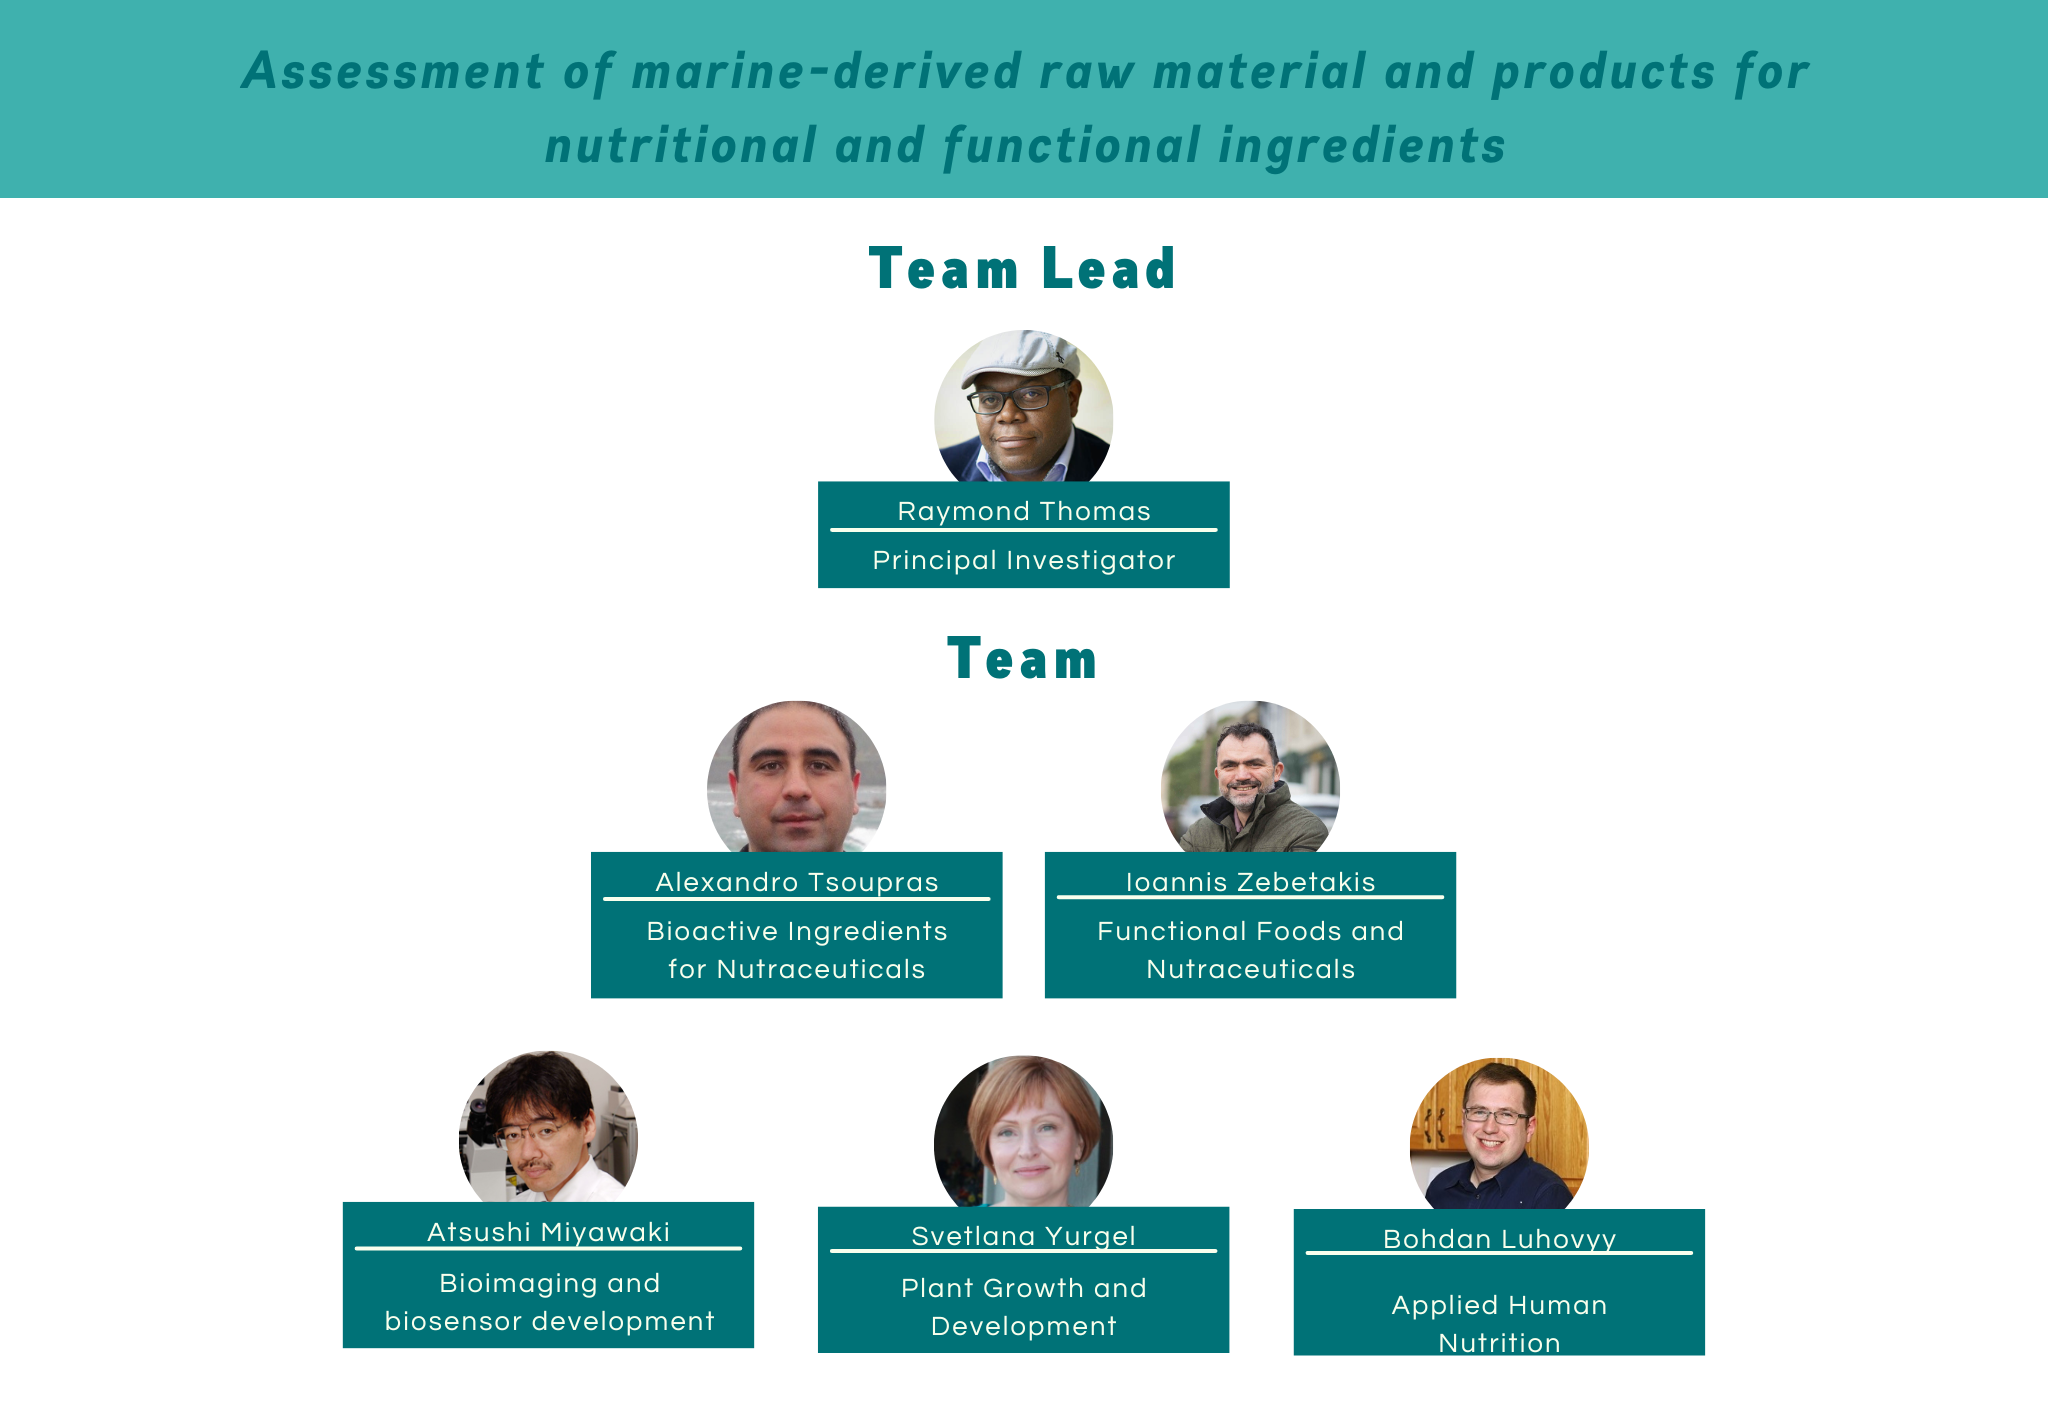 Assessment of marine-derived raw material and products for
nutritional and functional ingredients
Team Lead
Raymond Thomas
Principal Investigator
Team
Alexandro Tsoupras
Bioactive Ingredients
for Nutraceuticals
Ioannis Zebetakis
Functional Foods and
Nutraceuticals
Atsushi Miyawaki
Bioimaging and
biosensor development
Svetlana Yurgel
Plant Growth and
Development
Bohdan Luhovyy
Applied Human
Nutrition